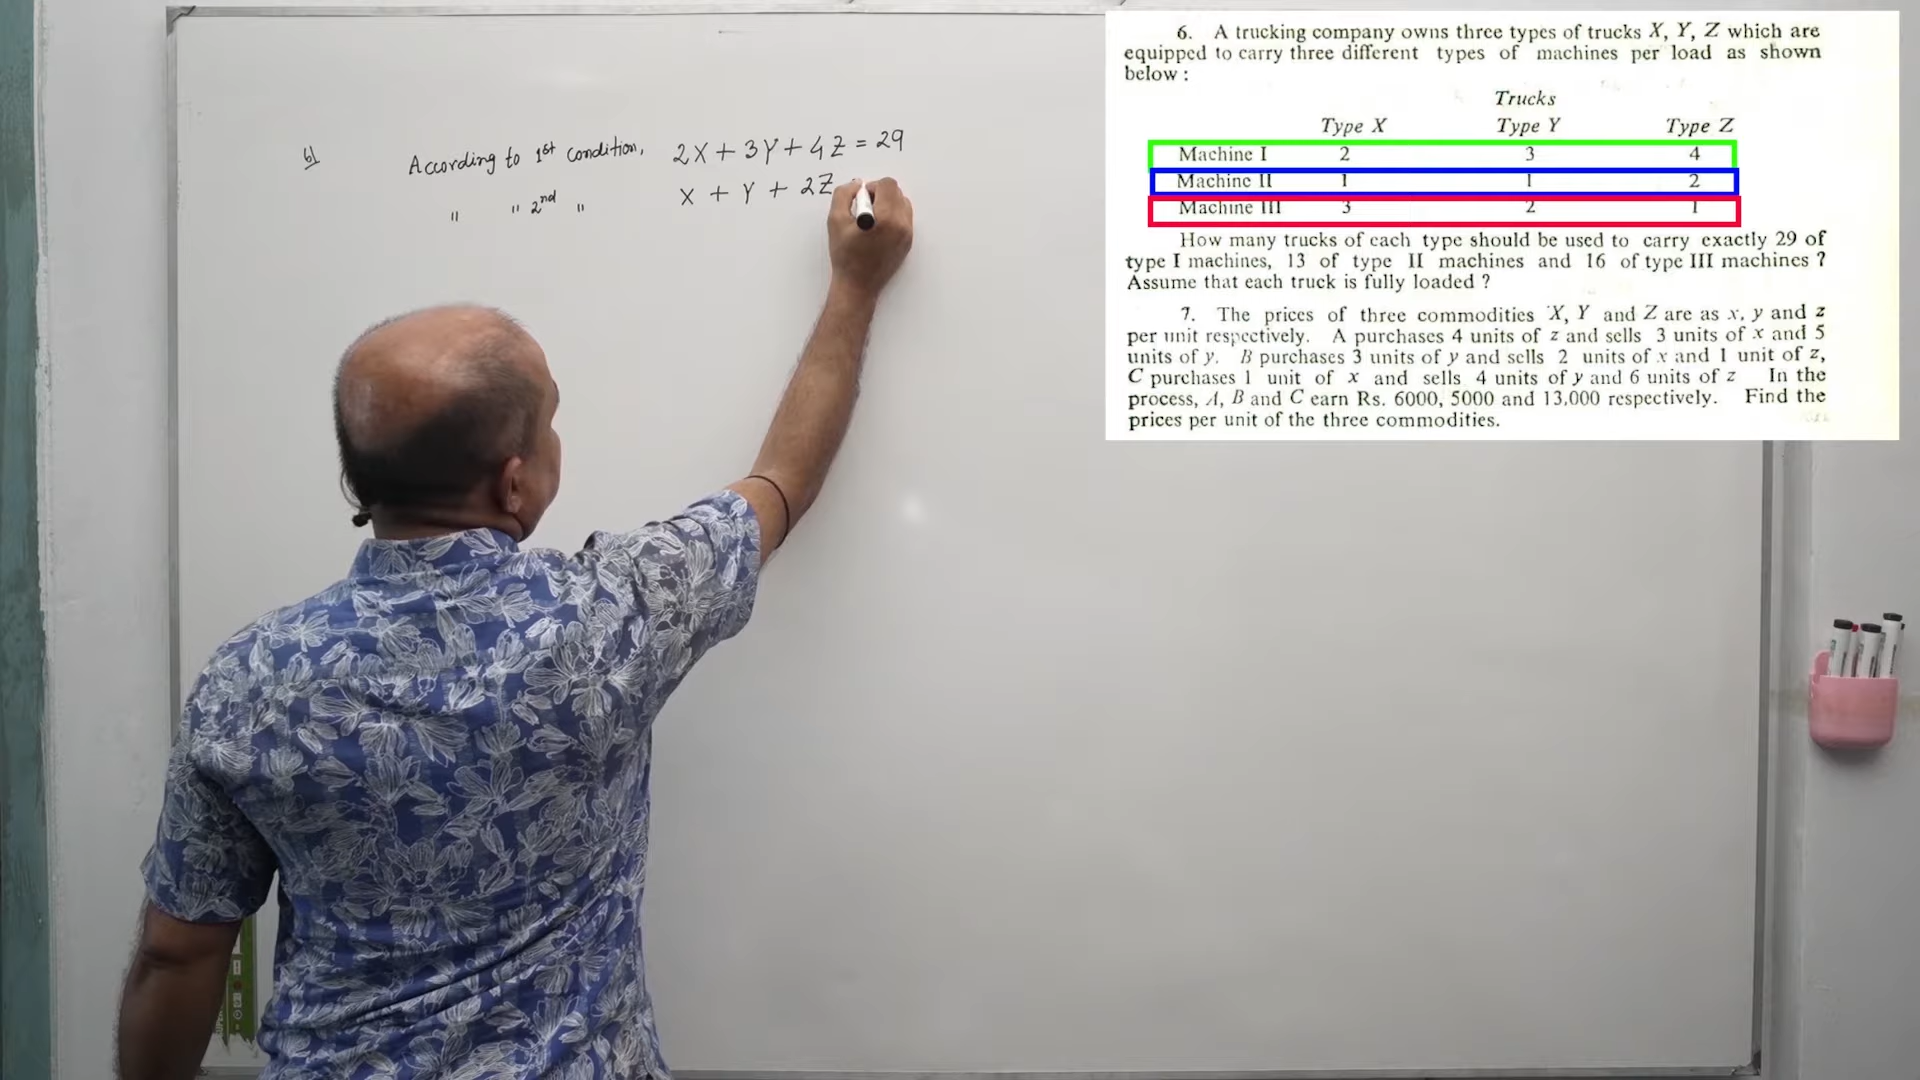 6) According to 1st condition, 2X + 3Y + 4Z = 29
" " 2nd " X + Y + 2Z
6. A trucking company owns three types of trucks X, Y, Z which are
equipped to carry three different types of machines per load as shown
below :
Trucks
Type X Type Y Type Z
Machine I 2 3 4
Machine II 1 1 2
Machine III 3 2 1
How many trucks of each type should be used to carry exactly 29 of
type I machines, 13 of type II machines and 16 of type III machines ?
Assume that each truck is fully loaded ?
7. The prices of three commodities X, Y and Z are as x, y and z
per unit respectively. A purchases 4 units of z and sells 3 units of x and 5
units of y. B purchases 3 units of y and sells 2 units of x and 1 unit of z,
C purchases 1 unit of x and sells 4 units of y and 6 units of z In the
process, A, B and C earn Rs. 6000, 5000 and 13,000 respectively. Find the
prices per unit of the three commodities.